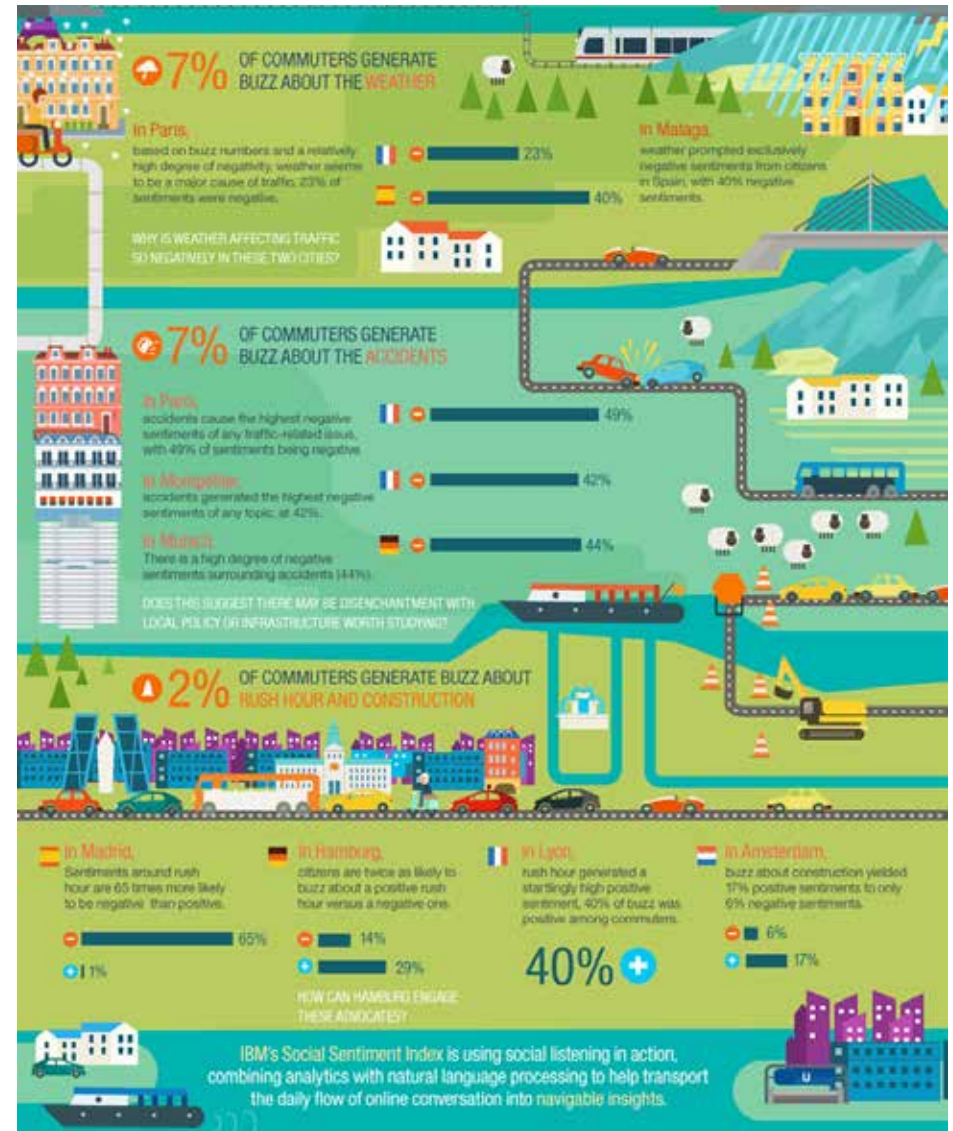 7% OF COMMUTERS GENERATE
BUZZ ABOUT THE WEATHER
In Paris,
based on buzz numbers and a relatively
high degree of negativity, weather seems
to be a major cause of traffic, 23% of
sentiments were negative.
23%
40%
In Malaga,
weather prompted exclusively
negative sentiments from citizens
in Spain, with 40% negative
sentiments.
WHY IS WEATHER AFFECTING TRAFFIC
SO NEGATIVELY IN THESE TWO CITIES?
7% OF COMMUTERS GENERATE
BUZZ ABOUT THE ACCIDENTS
In Paris,
accidents cause the highest negative
sentiments of any traffic-related issue,
with 49% of sentiments being negative
49%
In Montpellier,
accidents generated the highest negative
sentiments of any topic, at 42%.
42%
In Munich,
There is a high degree of negative
sentiments surrounding accidents (44%).
44%
DOES THIS SUGGEST THERE MAY BE DISENCHANTMENT WITH
LOCAL POLICY OR INFRASTRUCTURE WORTH STUDYING?
2% OF COMMUTERS GENERATE BUZZ ABOUT
RUSH HOUR AND CONSTRUCTION
In Madrid,
Sentiments around rush
hour are 65 times more likely
to be negative than positive.
65%
1%
In Hamburg,
citizens are twice as likely to
buzz about a positive rush
hour versus a negative one.
14%
29%
HOW CAN HAMBURG ENGAGE
THESE ADVOCATES?
In Lyon,
rush hour generated a
startlingly high positive
sentiment, 40% of buzz was
positive among commuters.
40%
In Amsterdam,
buzz about construction yielded
17% positive sentiments to only
6% negative sentiments.
6%
17%
IBM's Social Sentiment Index is using social listening in action,
combining analytics with natural language processing to help transport
the daily flow of online conversation into navigable insights.
U